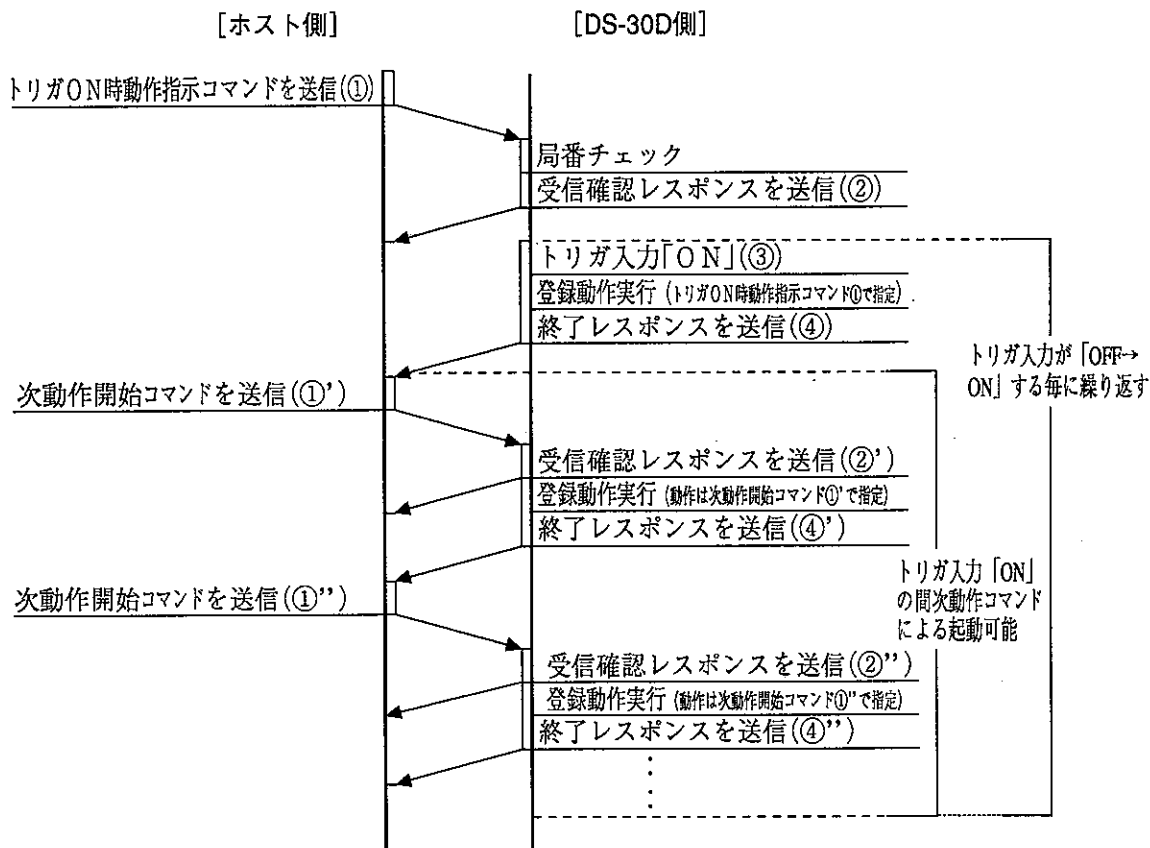 [ホスト側]
[DS-30D側]
トリガON時動作指示コマンドを送信(①)
局番チェック
受信確認レスポンスを送信(②)
トリガ入力「ON」(③)
登録動作実行 (トリガON時動作指示コマンド①で指定)
終了レスポンスを送信(④)
トリガ入力が「OFF→
ON」する毎に繰り返す
次動作開始コマンドを送信(①')
受信確認レスポンスを送信(②')
登録動作実行 (動作は次動作開始コマンド①'で指定)
終了レスポンスを送信(④')
トリガ入力「ON」
の間次動作コマンド
による起動可能
次動作開始コマンドを送信(①'')
受信確認レスポンスを送信(②'')
登録動作実行 (動作は次動作開始コマンド①''で指定)
終了レスポンスを送信(④'')